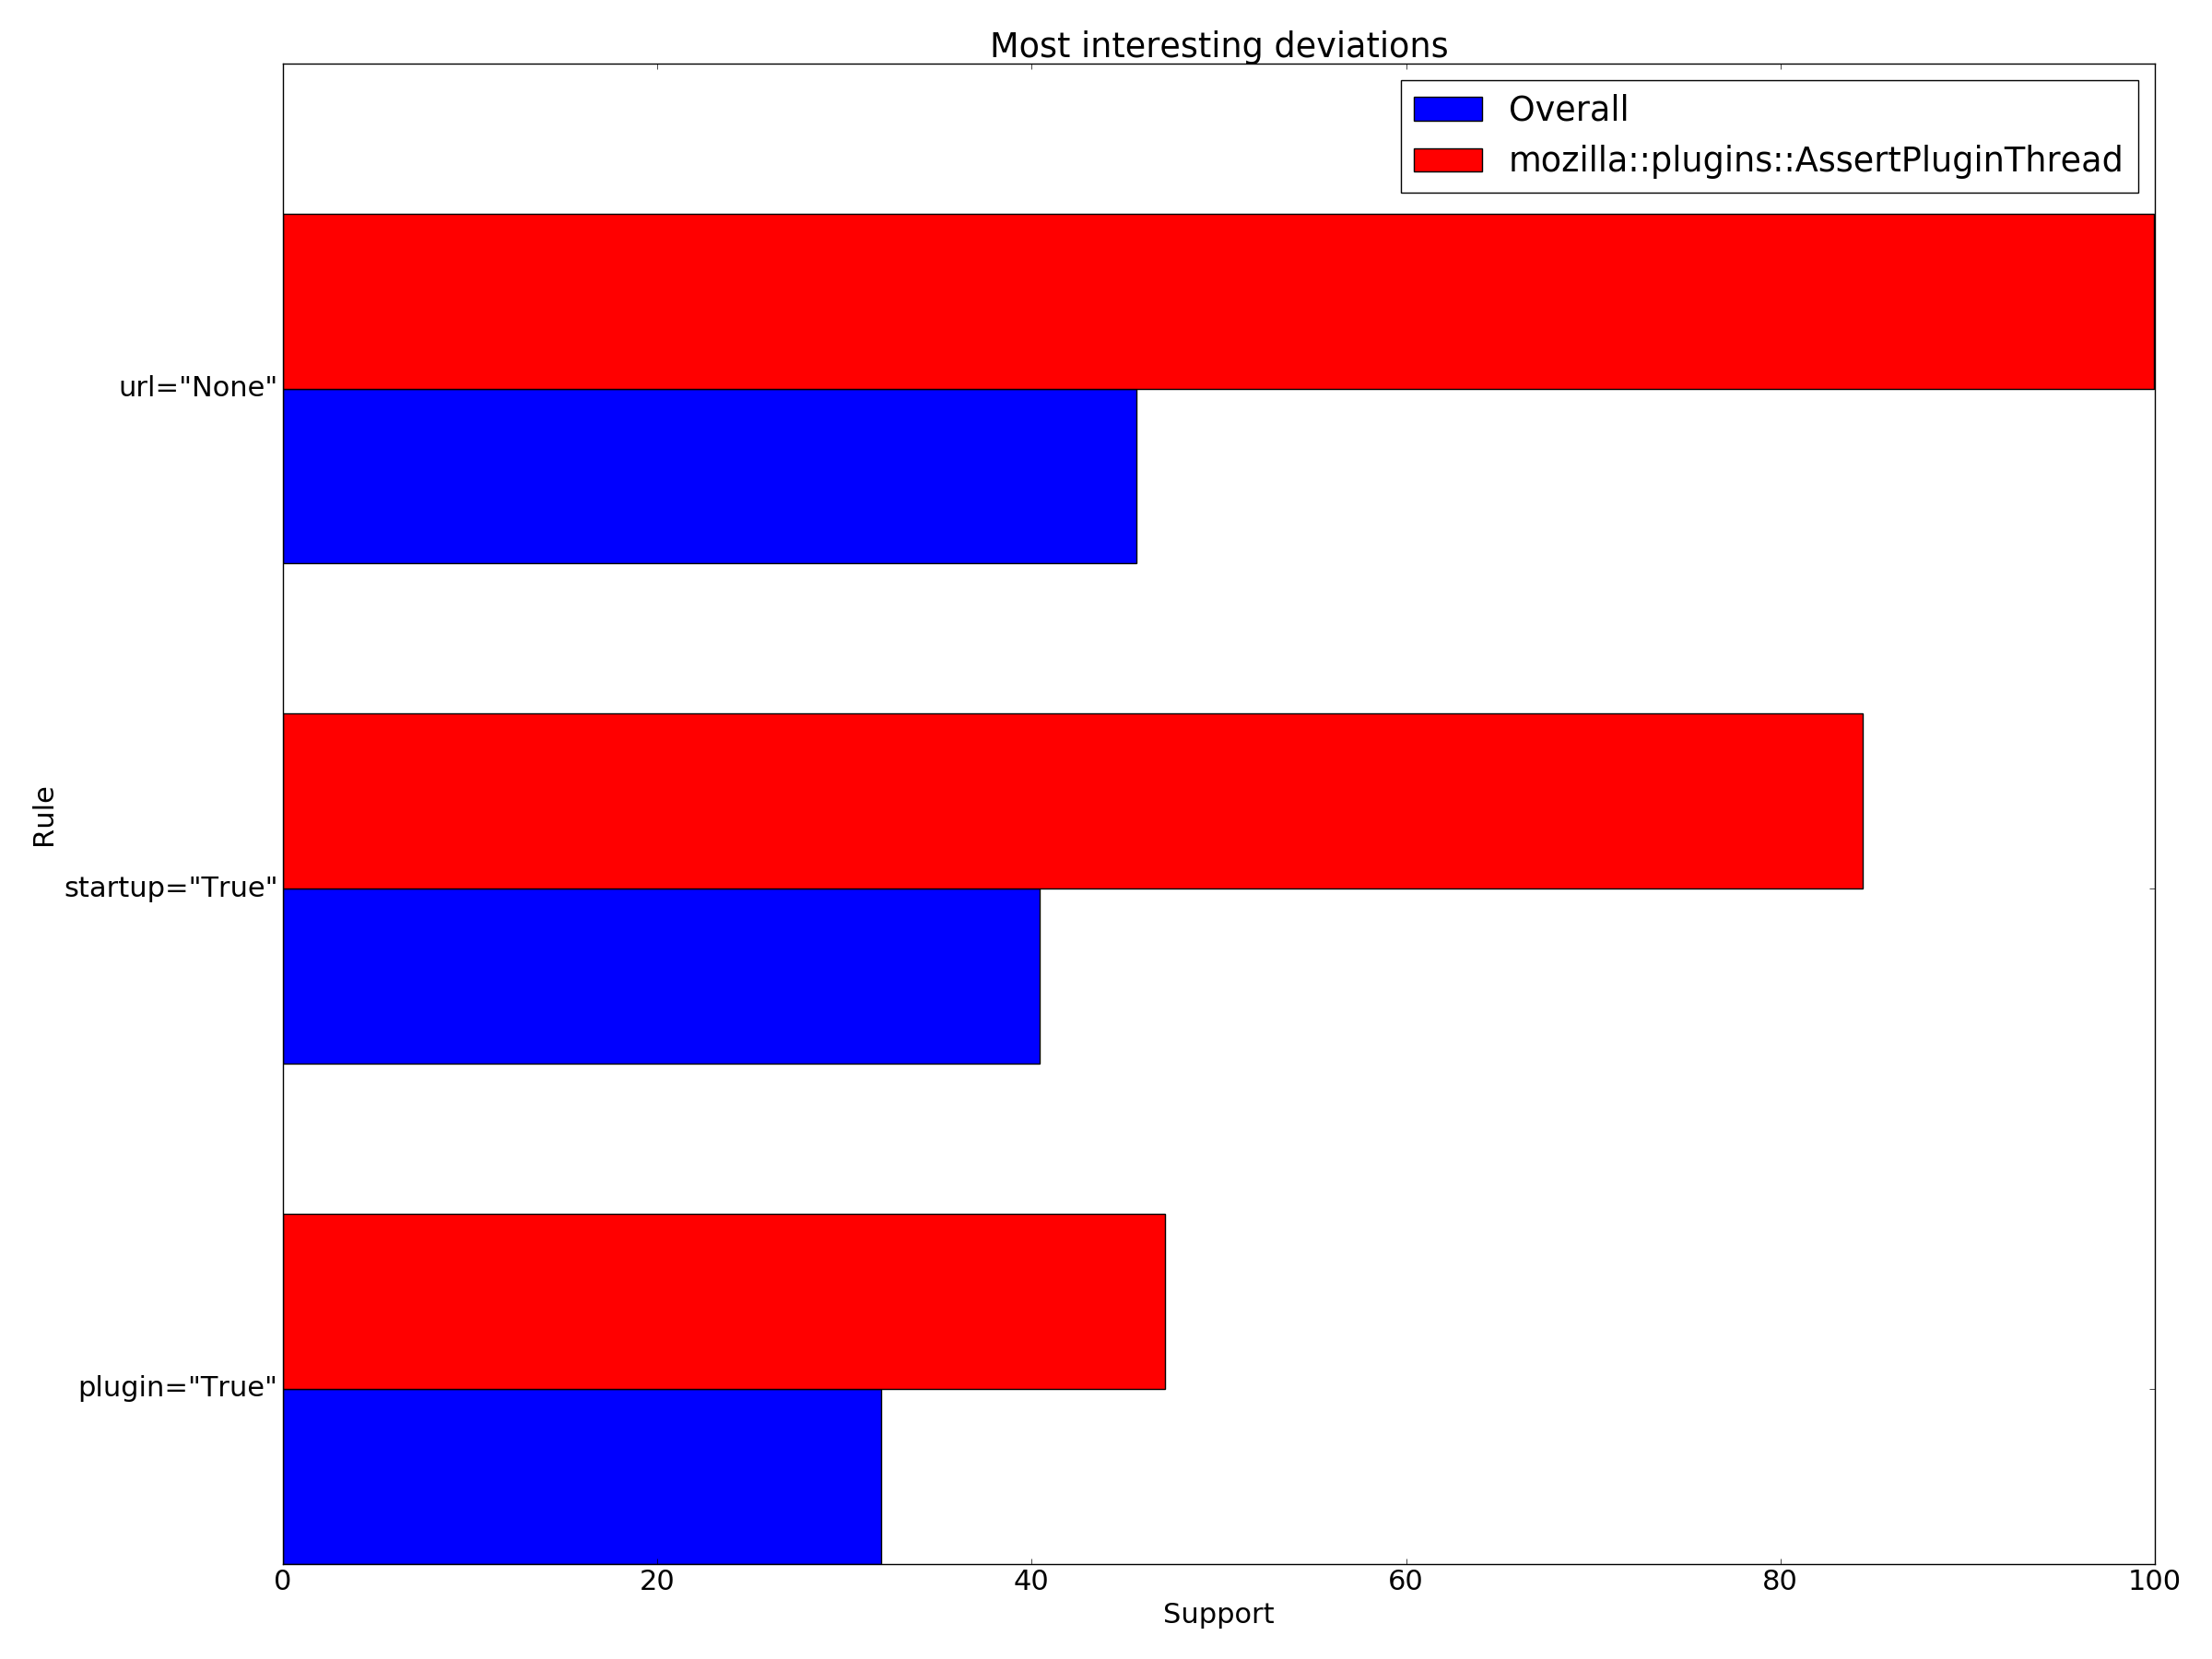 Most interesting deviations
Overall
mozilla::plugins::AssertPluginThread
url="None"
startup="True"
plugin="True"
Rule
0 20 40 60 80 100
Support